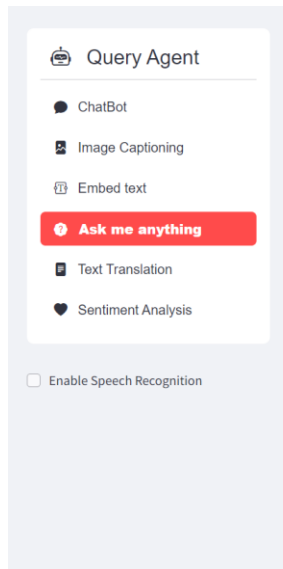 Query Agent
ChatBot
Image Captioning
Embed text
Ask me anything
Text Translation
Sentiment Analysis
Enable Speech Recognition